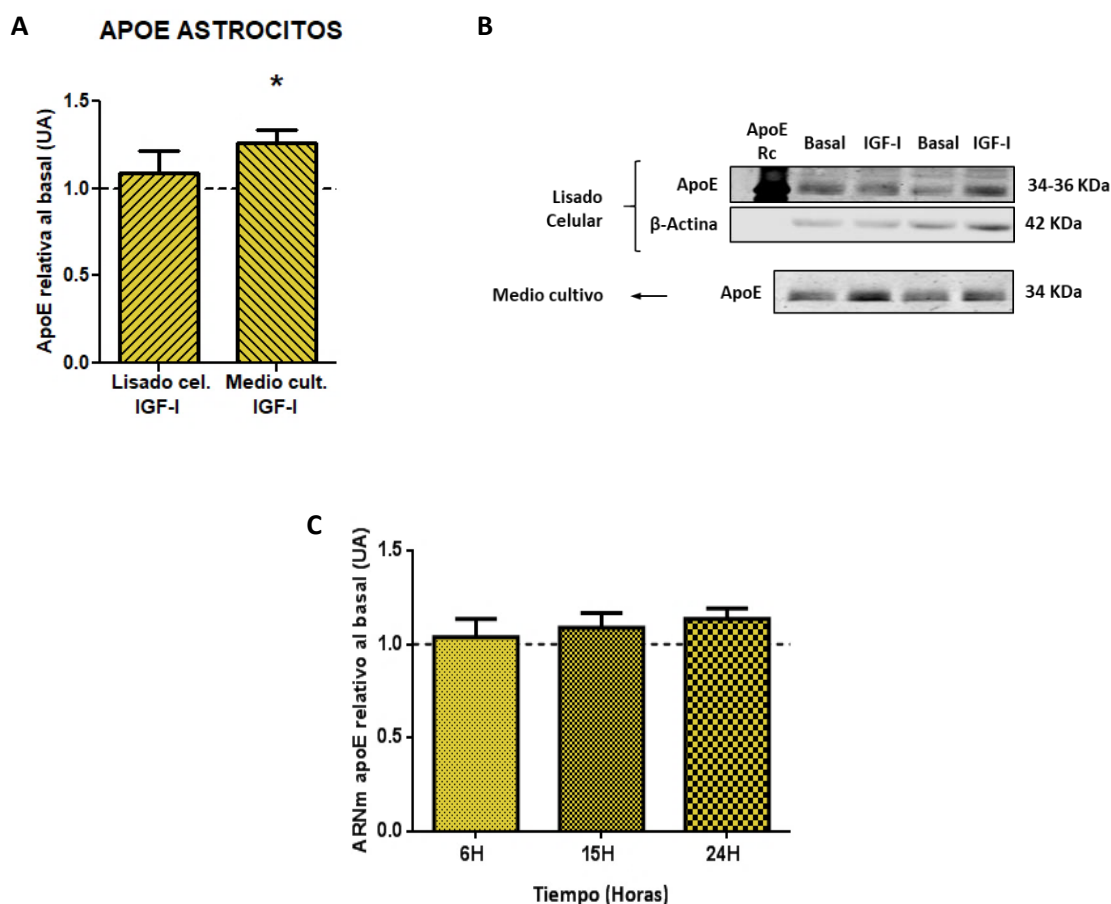 A
APOE ASTROCITOS
*
ApoE relativa al basal (UA)
1.5
1.0
0.5
0.0
Lisado cel.
IGF-I
Medio cult.
IGF-I
B
ApoE
Rc
Basal
IGF-I
Basal
IGF-I
Lisado
Celular
ApoE
34-36 KDa
β-Actina
42 KDa
Medio cultivo
ApoE
34 KDa
C
ARNm apoE relativo al basal (UA)
1.5
1.0
0.5
0.0
6H
15H
24H
Tiempo (Horas)